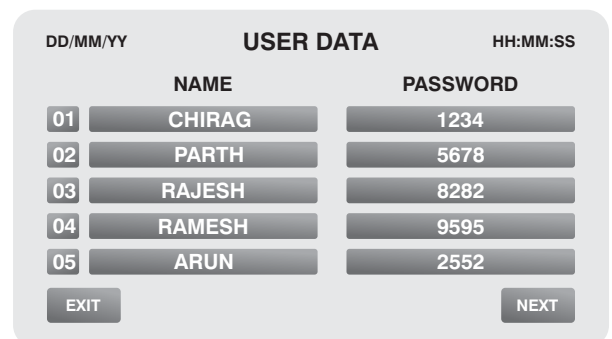 DD/MM/YY USER DATA HH:MM:SS
NAME PASSWORD
01 CHIRAG 1234
02 PARTH 5678
03 RAJESH 8282
04 RAMESH 9595
05 ARUN 2552
EXIT NEXT